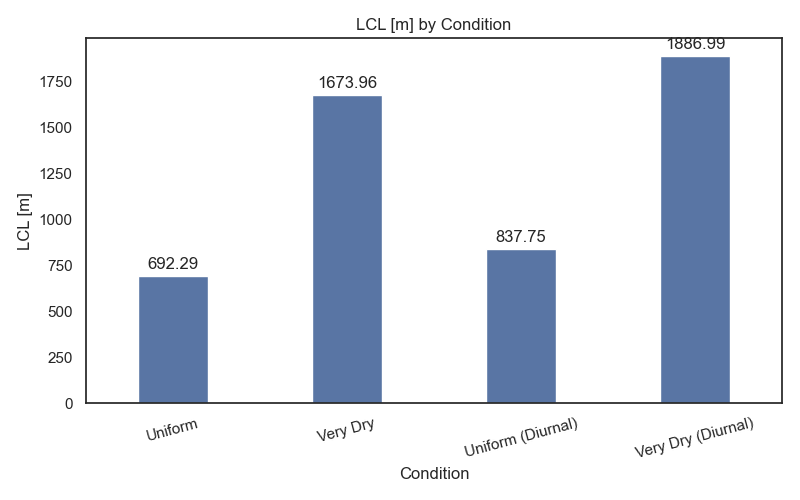 LCL [m] by Condition
1886.99
1673.96
837.75
692.29
LCL [m]
1750
1500
1250
1000
750
500
250
0
Uniform
Very Dry
Uniform (Diurnal)
Very Dry (Diurnal)
Condition